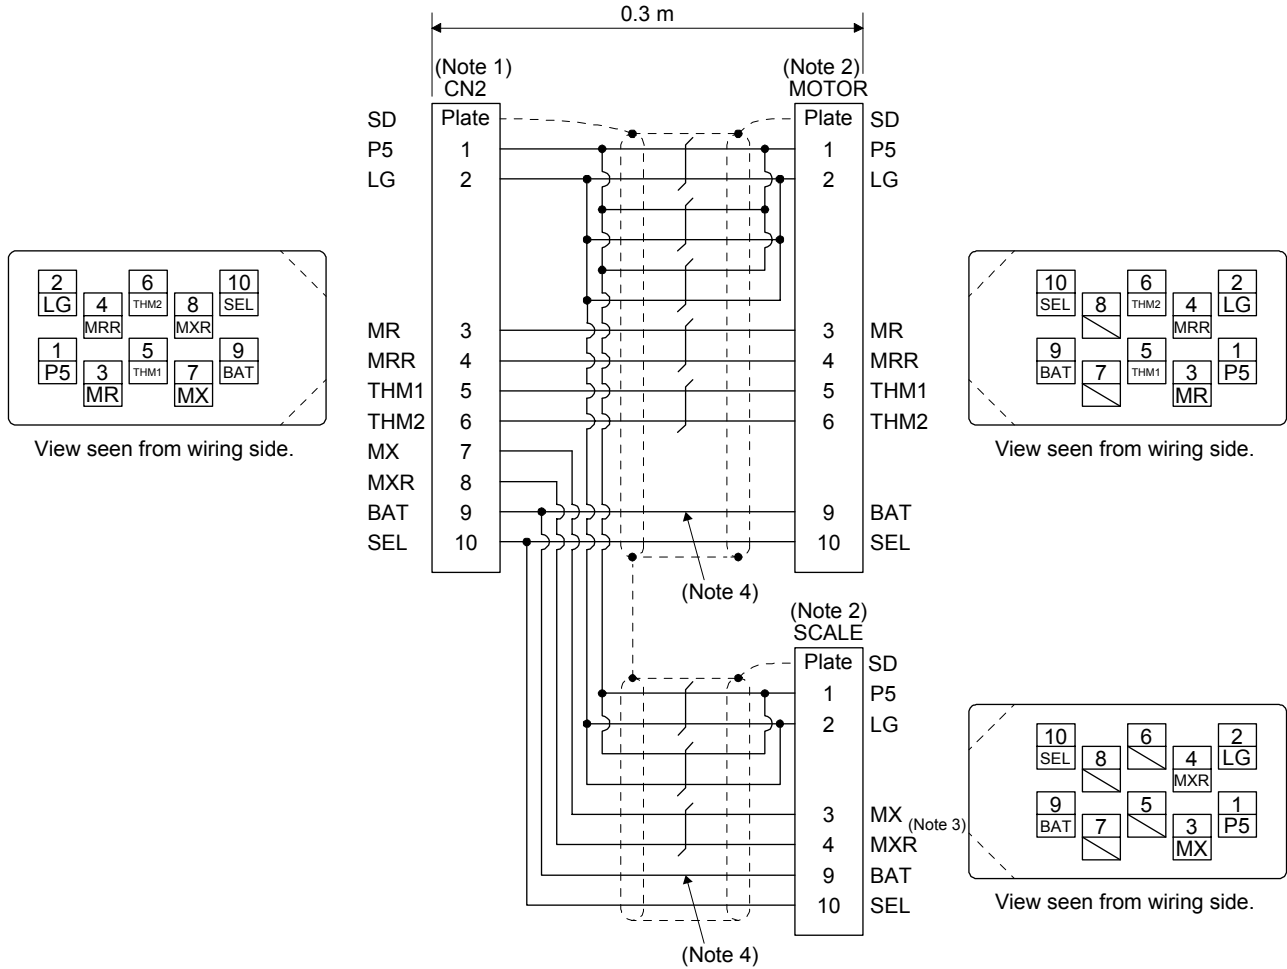 0.3 m
(Note 1)
CN2
(Note 2)
MOTOR
SD Plate Plate SD
P5 1 1 P5
LG 2 2 LG
MR 3 3 MR
MRR 4 4 MRR
THM1 5 5 THM1
THM2 6 6 THM2
MX 7
MXR 8
BAT 9 9 BAT
SEL 10 10 SEL
(Note 4)
2 6 10
LG 4 THM2 8 SEL
MRR MXR
1 5 9
P5 3 THM1 7 BAT
MR MX
View seen from wiring side.
10 6 2
SEL 8 THM2 4 LG
MRR
9 5 1
BAT 7 THM1 3 P5
MR
View seen from wiring side.
(Note 2)
SCALE
Plate SD
1 P5
2 LG
3 MX (Note 3)
4 MXR
9 BAT
10 SEL
(Note 4)
10 6 2
SEL 8 4 LG
MXR
9 5 1
BAT 7 3 P5
MX
View seen from wiring side.